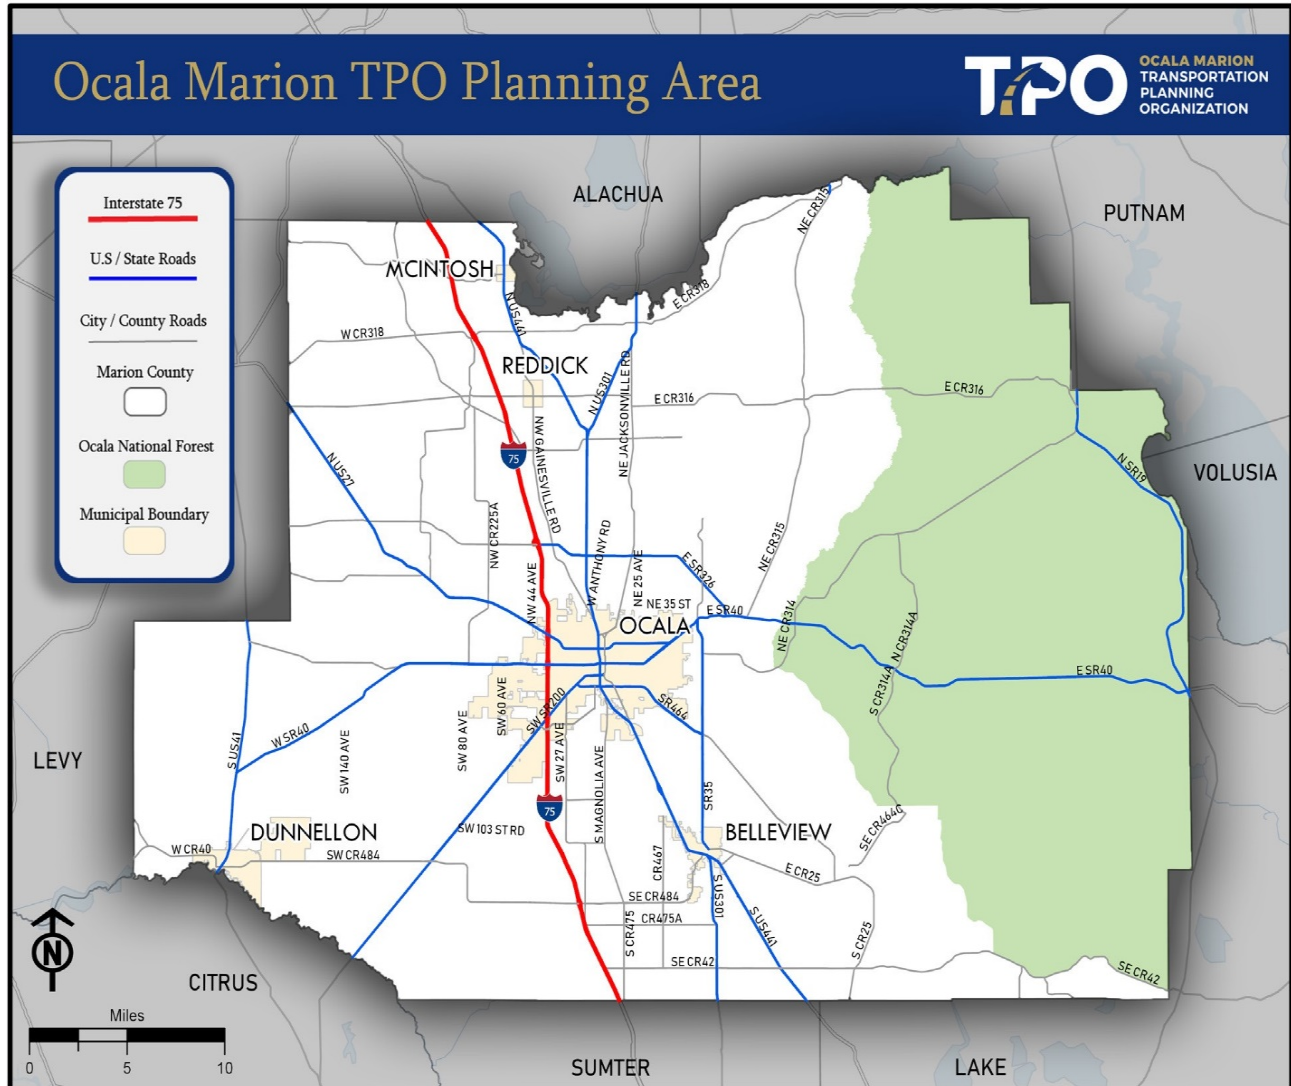 Ocala Marion TPO Planning Area
TPO
OCALA MARION
TRANSPORTATION
PLANNING
ORGANIZATION
Interstate 75
U.S / State Roads
City / County Roads
Marion County
Ocala National Forest
Municipal Boundary
ALACHUA
PUTNAM
VOLUSIA
LEVY
CITRUS
SUMTER
LAKE
MCINTOSH
REDDICK
OCALA
DUNNELLON
BELLEVIEW
NE CR315
E CR318
N US441
W CR318
N US301
NE JACKSONVILLE RD
E CR316
E CR316
75
N US27
NW GAINESVILLE RD
N SR19
NW CR225A
W ANTHONY RD
NE CR315
E SR326
NW 44 AVE
NE 25 AVE
NE 35 ST
E SR40
NE CR314
N CR314A
E SR40
S CR314A
SW 60 AVE
SW SR200
SR464
S US41
W SR40
SW 80 AVE
SW 140 AVE
SW 27 AVE
SR35
75
S MAGNOLIA AVE
SW 103 ST RD
SE CR464C
W CR40
SW CR484
CR467
E CR25
SE CR484
S US301
CR475A
S US441
S CR475
S CR25
SE CR42
SE CR42
N
Miles
0
5
10